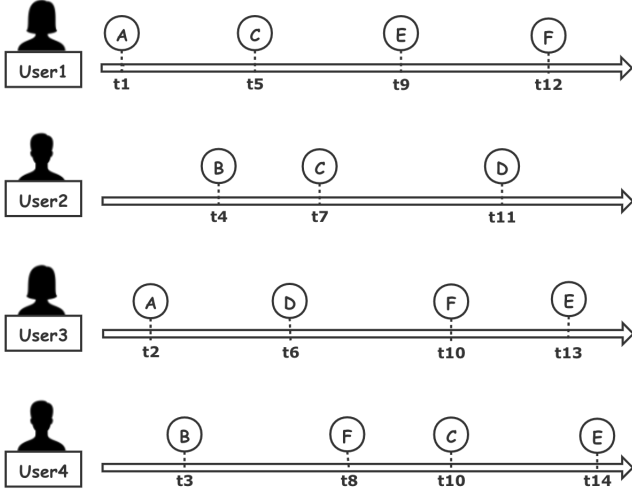 A C E F
User1
t1 t5 t9 t12
B C D
User2
t4 t7 t11
A D F E
User3
t2 t6 t10 t13
B F C E
User4
t3 t8 t10 t14